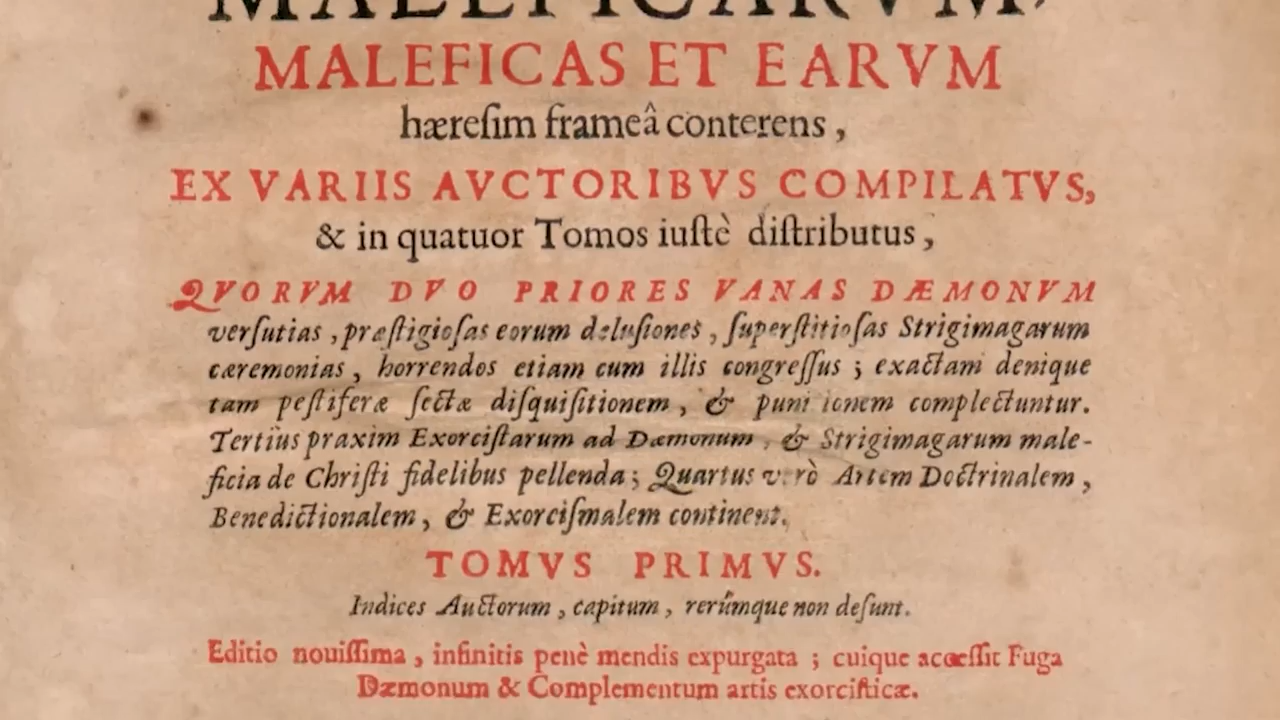 MALEFICARVM,
MALEFICAS ET EARVM
hæreſim frameâ conterens,
EX VARIIS AVCTORIBVS COMPILATVS,
& in quatuor Tomos iuſtè diſtributus,
QVORVM DVO PRIORES VANAS DÆMONVM
verſutias, præſtigioſas eorum deluſiones, ſuperſtitioſas Strigimagarum
cæremonias, horrendos etiam cum illis congreſſus; exactam denique
tam peſtiferæ ſectæ diſquiſitionem, & punitionem complectuntur.
Tertius praxim Exorciſtarum ad Dæmonum, & Strigimagarum male-
ficia de Chriſti fidelibus pellenda; Quartus verò Artem Doctrinalem,
Benedictionalem, & Exorciſmalem continent.
TOMVS PRIMVS.
Indices Auctorum, capitum, rerúmque non deſunt.
Editio nouiſſima, infinitis penè mendis expurgata; cuique acceſſit Fuga
Dæmonum & Complementum artis exorciſticæ.